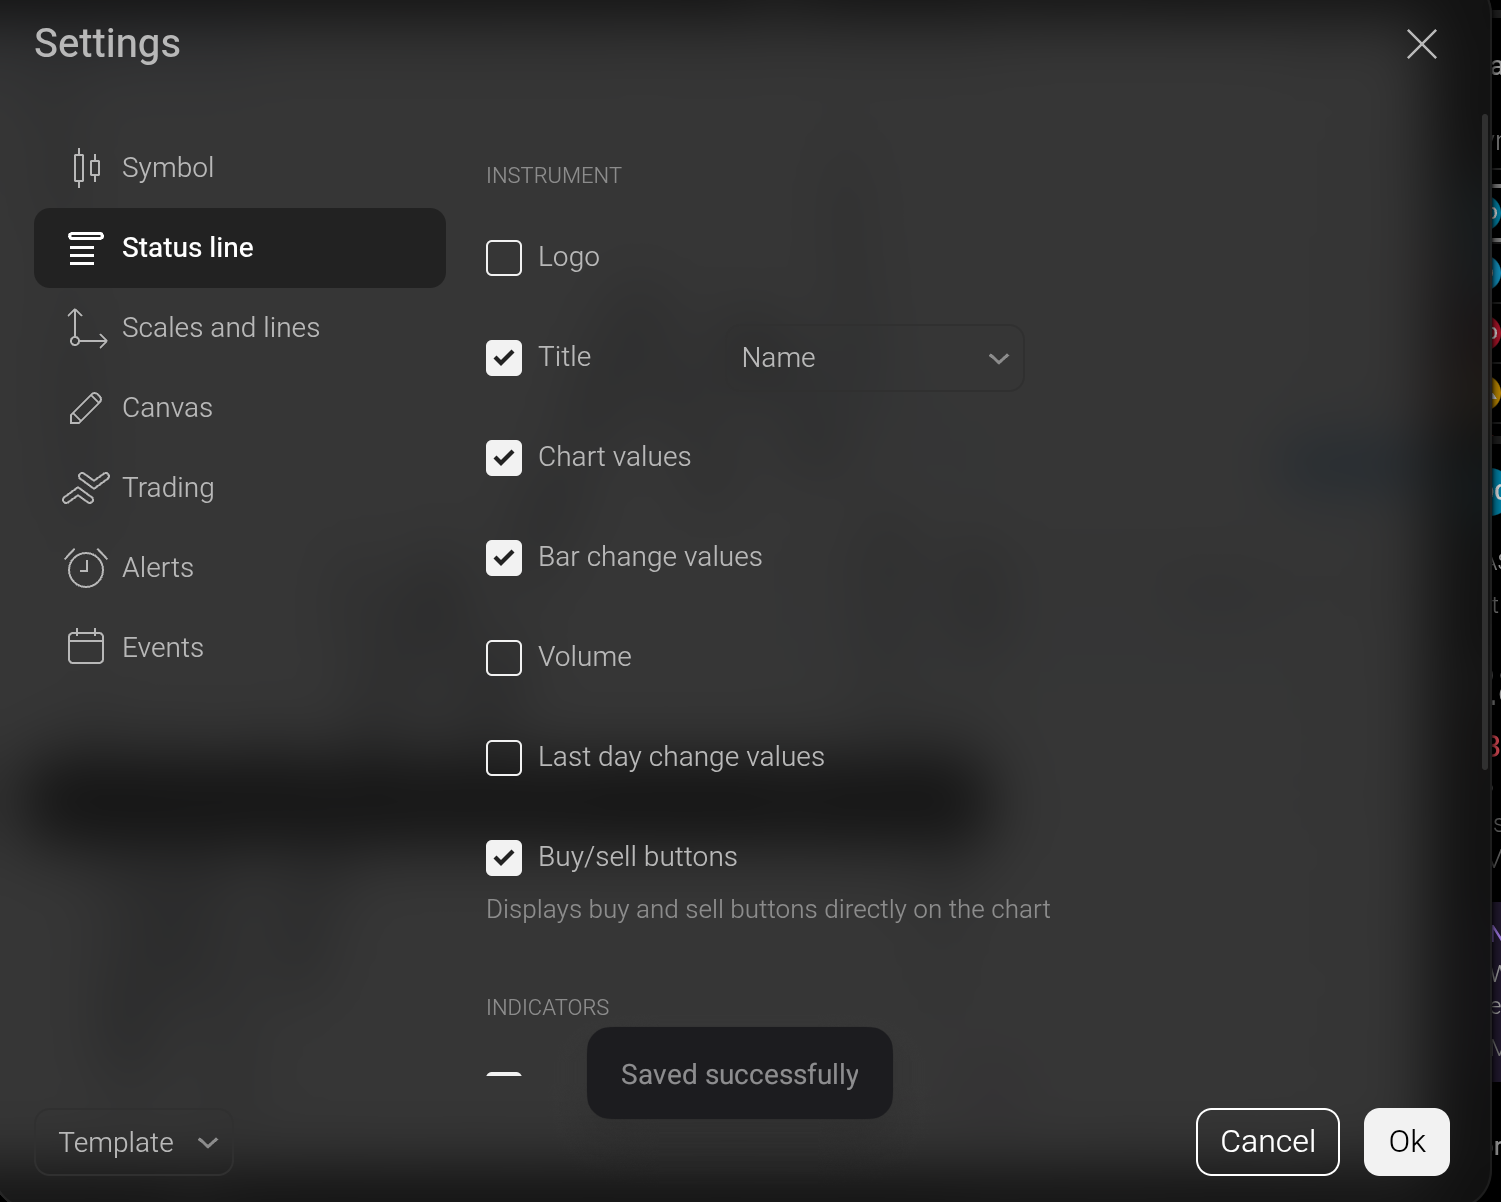 Settings
Symbol
Status line
Scales and lines
Canvas
Trading
Alerts
Events
INSTRUMENT
Logo
Title
Name
Chart values
Bar change values
Volume
Last day change values
Buy/sell buttons
Displays buy and sell buttons directly on the chart
INDICATORS
Saved successfully
Template
Cancel
Ok